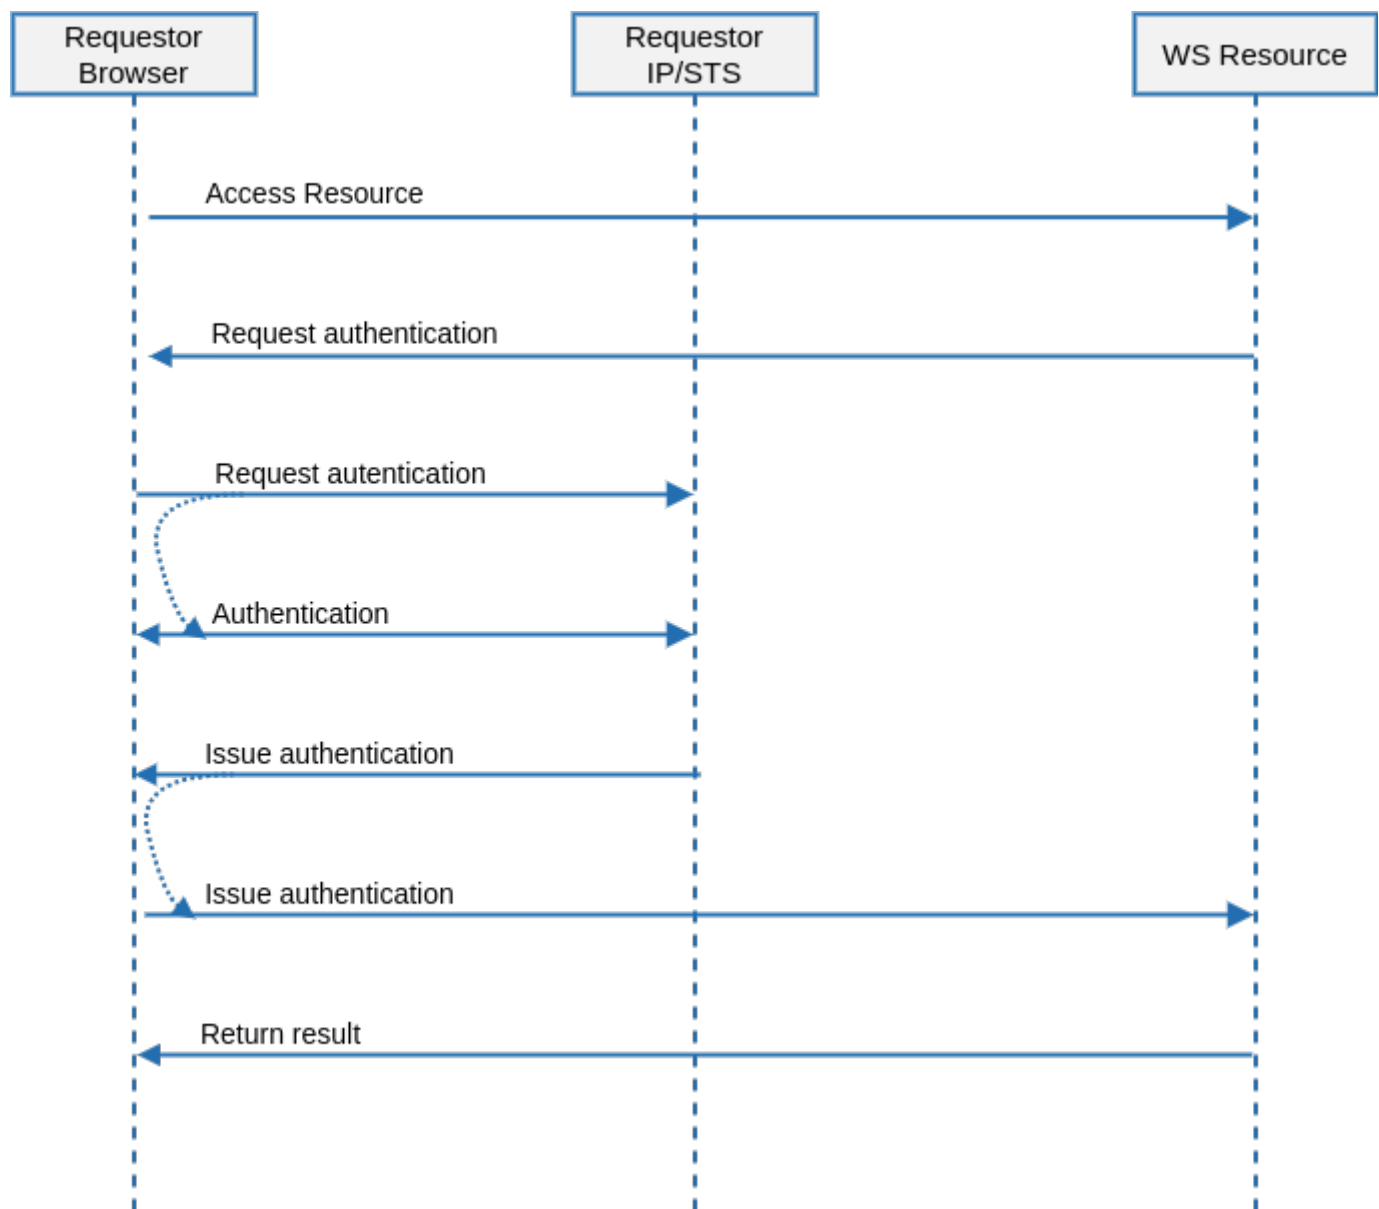 Requestor
Browser
Requestor
IP/STS
WS Resource
Access Resource
Request authentication
Request autentication
Authentication
Issue authentication
Issue authentication
Return result